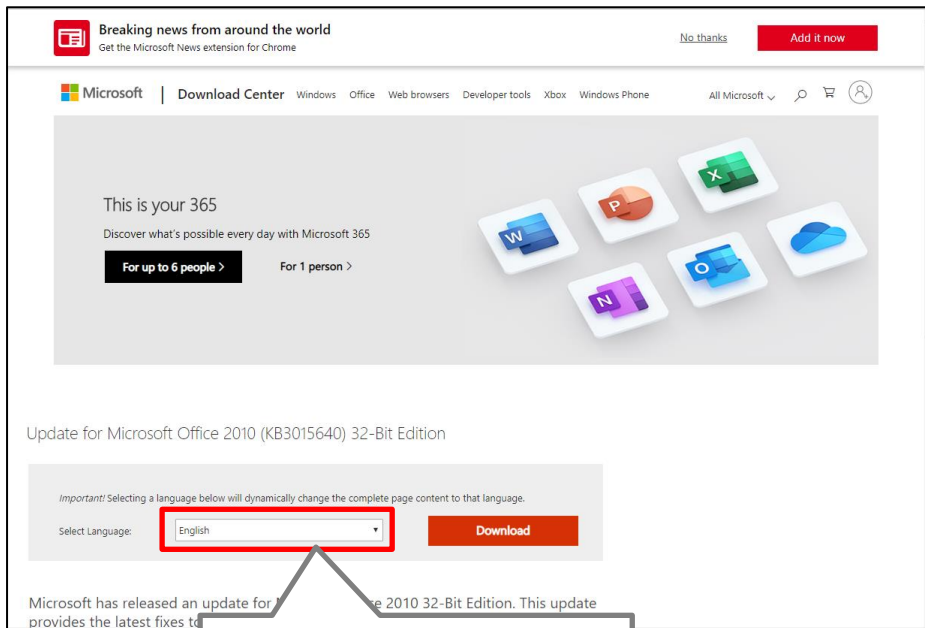 Breaking news from around the world
Get the Microsoft News extension for Chrome
No thanks
Add it now
Microsoft | Download Center Windows Office Web browsers Developer tools Xbox Windows Phone All Microsoft
This is your 365
Discover what's possible every day with Microsoft 365
For up to 6 people >
For 1 person >
W
P
X
N
O
Update for Microsoft Office 2010 (KB3015640) 32-Bit Edition
Important! Selecting a language below will dynamically change the complete page content to that language.
Select Language:
English
Download
Microsoft has released an update for 2010 32-Bit Edition. This update
provides the latest fixes